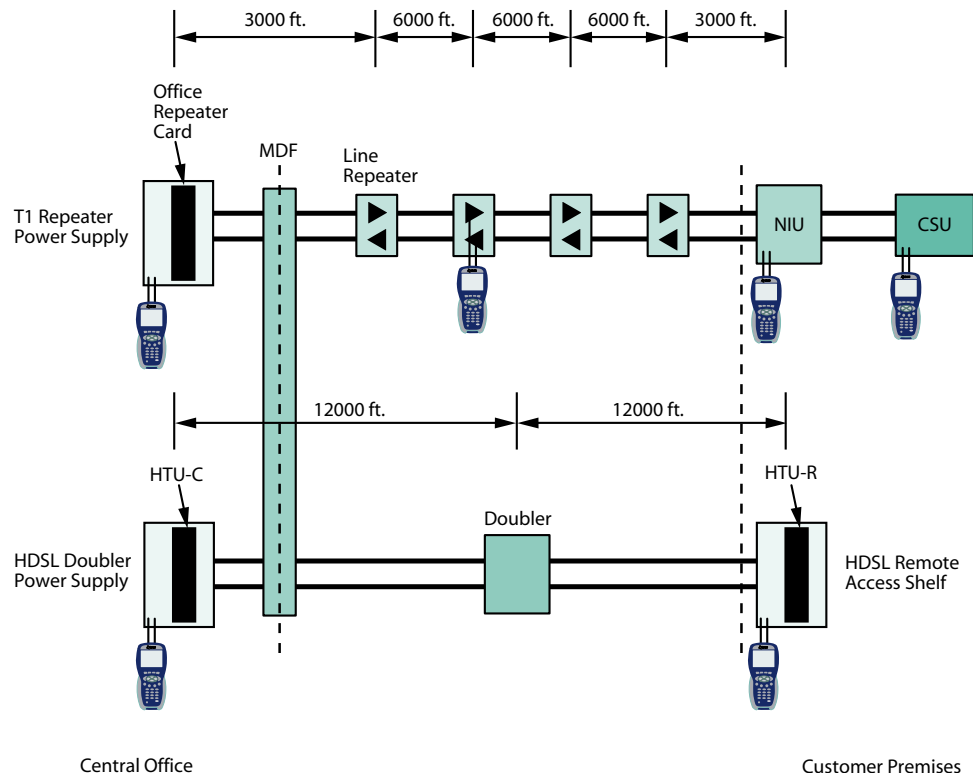 3000 ft.
6000 ft.
6000 ft.
6000 ft.
3000 ft.
Office
Repeater
Card
MDF
Line
Repeater
T1 Repeater
Power Supply
NIU
CSU
12000 ft.
12000 ft.
HTU-C
HTU-R
Doubler
HDSL Doubler
Power Supply
HDSL Remote
Access Shelf
Central Office
Customer Premises